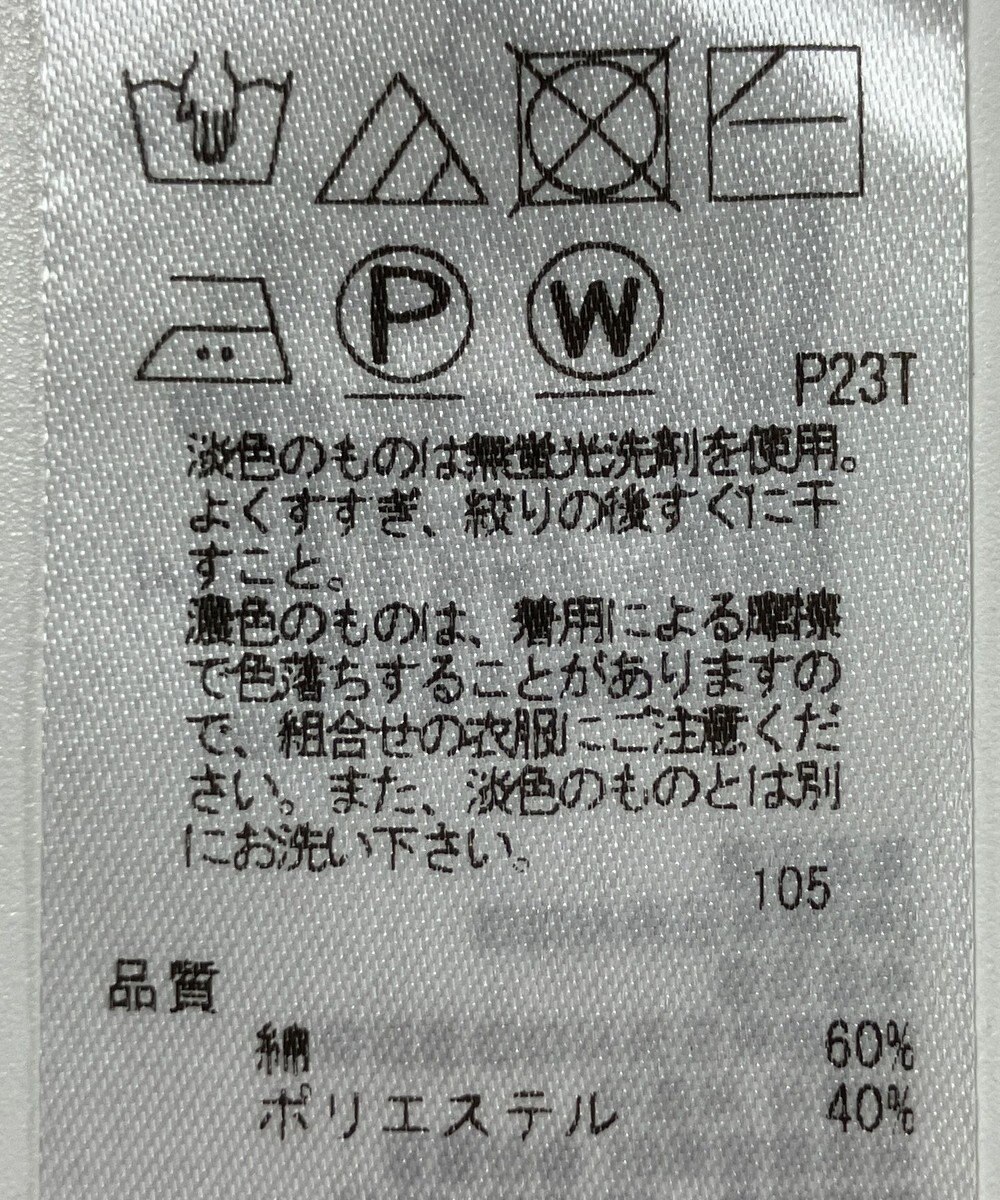 P
W
P23T
淡色のものは無蛍光洗剤を使用。
よくすすぎ、絞りの後すぐに干
すこと。
濃色のものは、着用による摩擦
で色落ちすることがありますの
で、組合せの衣服にご注意くだ
さい。また、淡色のものとは別
にお洗い下さい。
105
品質
綿 60%
ポリエステル 40%